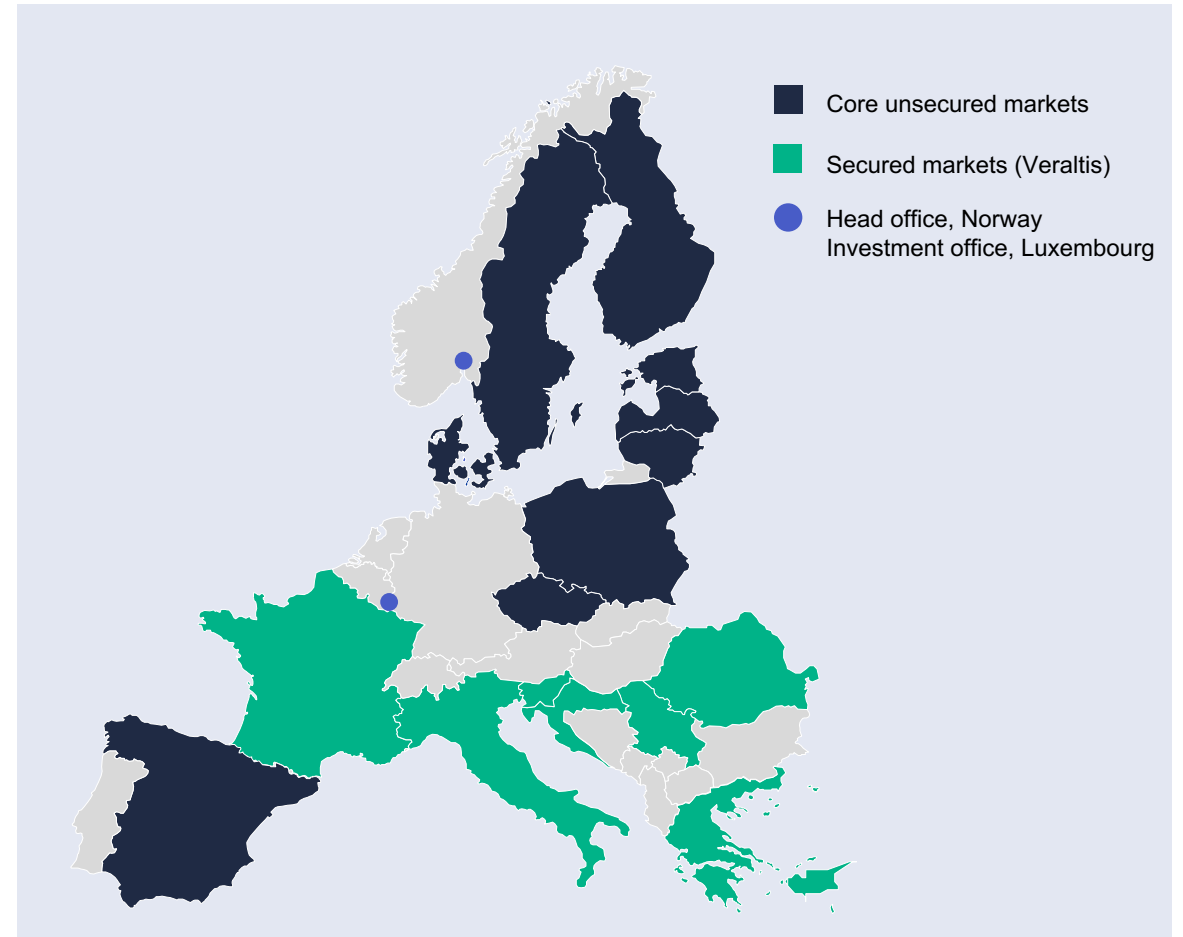 Core unsecured markets
Secured markets (Veraltis)
Head office, Norway
Investment office, Luxembourg